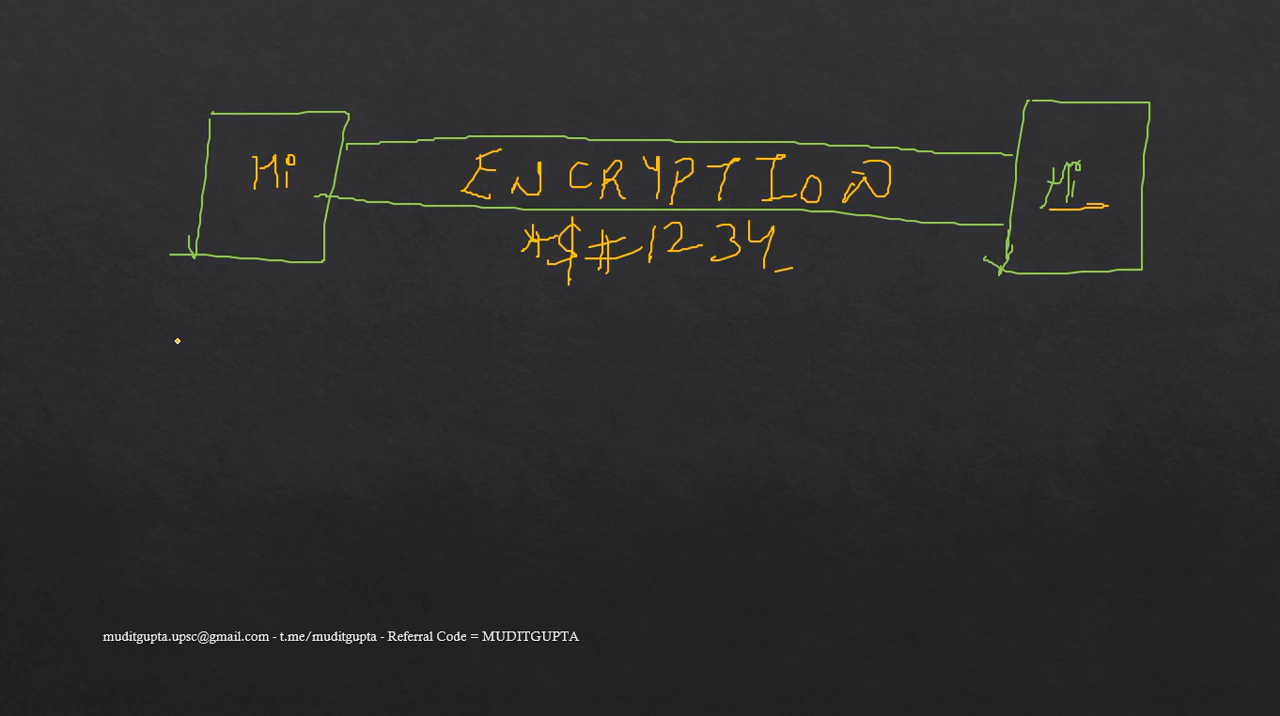 Hi ENCRYPTION Hi
*$#1234
muditgupta.upsc@gmail.com - t.me/muditgupta - Referral Code = MUDITGUPTA